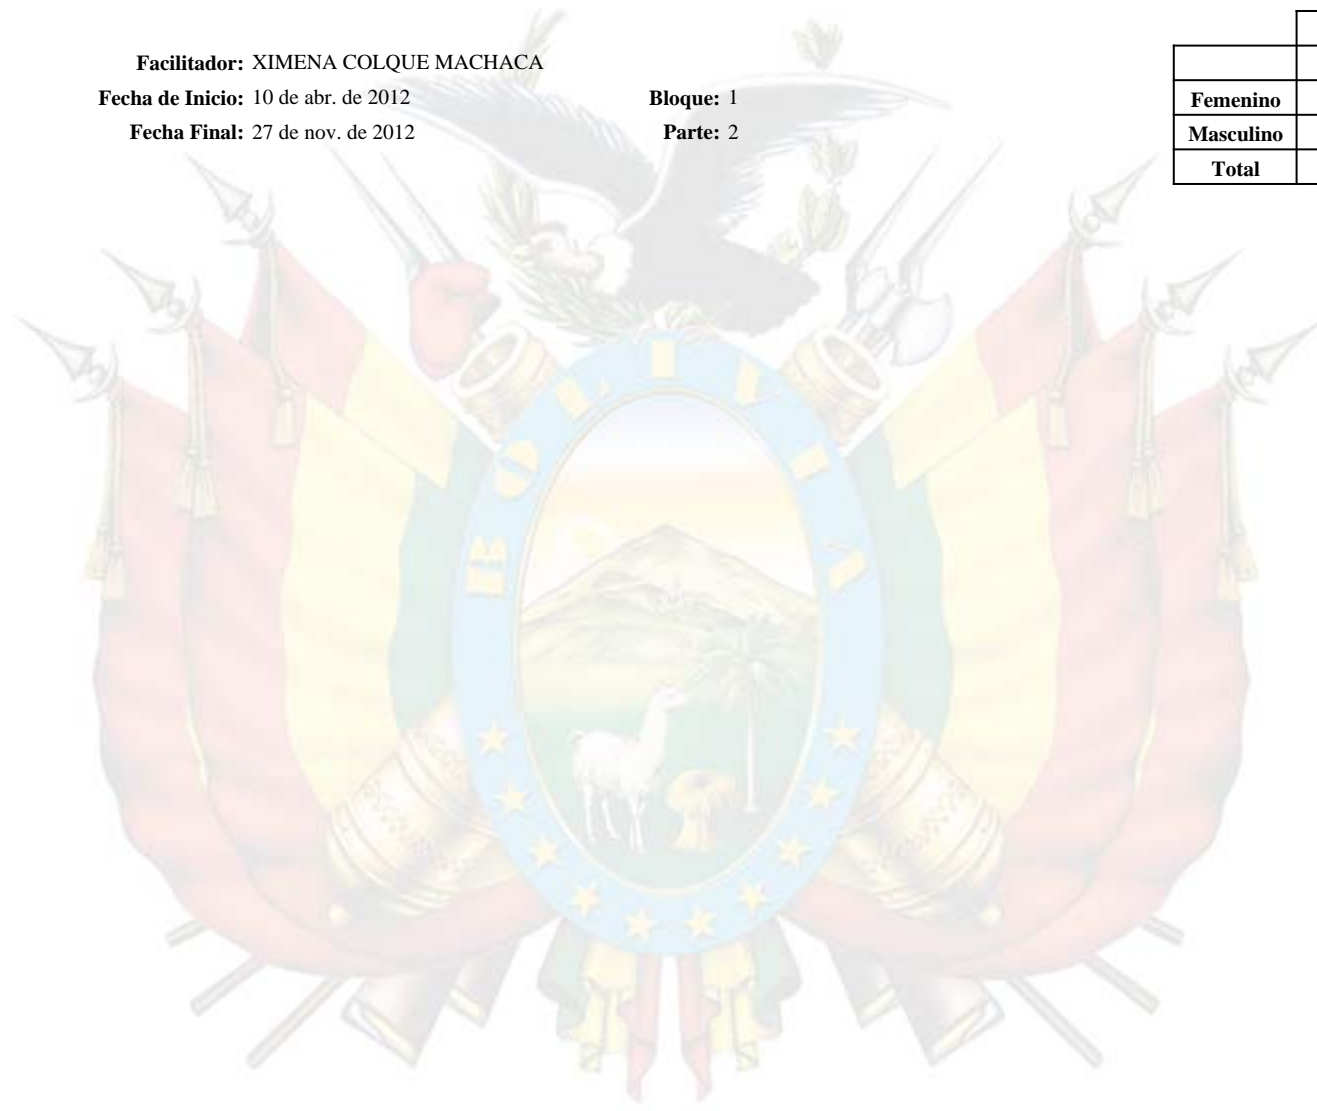 Facilitador: XIMENA COLQUE MACHACA
Fecha de Inicio: 10 de abr. de 2012 Bloque: 1
Fecha Final: 27 de nov. de 2012 Parte: 2
Femenino
Masculino
Total
BOLIVIA